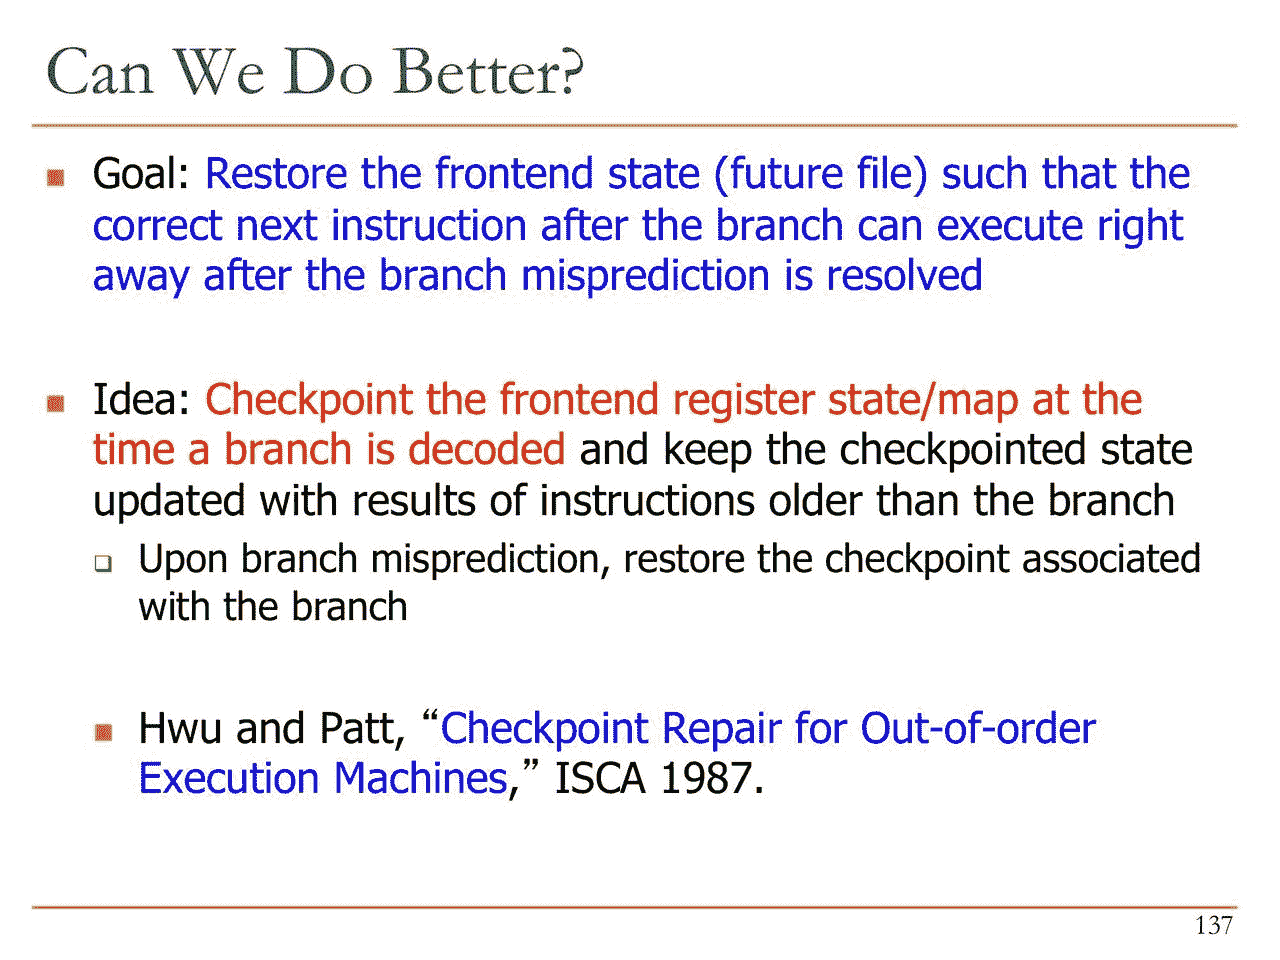 Can We Do Better?
Goal: Restore the frontend state (future file) such that the
correct next instruction after the branch can execute right
away after the branch misprediction is resolved
Idea: Checkpoint the frontend register state/map at the
time a branch is decoded and keep the checkpointed state
updated with results of instructions older than the branch
Upon branch misprediction, restore the checkpoint associated
with the branch
Hwu and Patt, “Checkpoint Repair for Out-of-order
Execution Machines,” ISCA 1987.
137